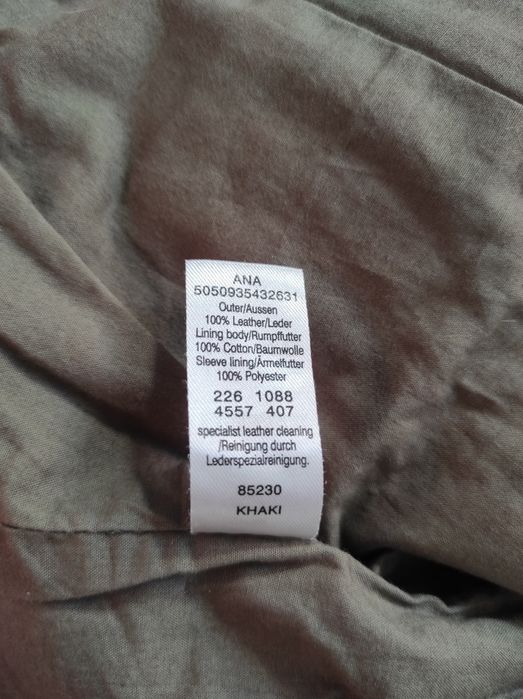 ANA
5050935432631
Outer/Aussen
100% Leather/Leder
Lining body/Rumpffutter
100% Cotton/Baumwolle
Sleeve lining/Ärmelfutter
100% Polyester
226 1088
4557 407
specialist leather cleaning
/Reinigung durch
Lederspezialreinigung.
85230
KHAKI